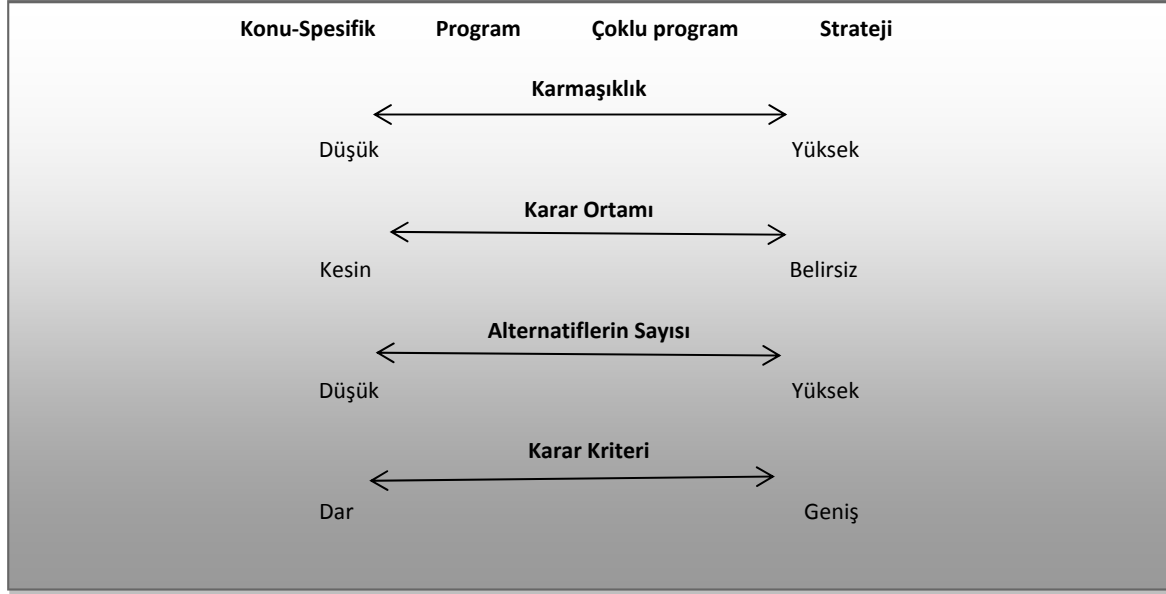 Konu-Spesifik Program Çoklu program Strateji
Karmaşıklık
Düşük Yüksek
Karar Ortamı
Kesin Belirsiz
Alternatiflerin Sayısı
Düşük Yüksek
Karar Kriteri
Dar Geniş